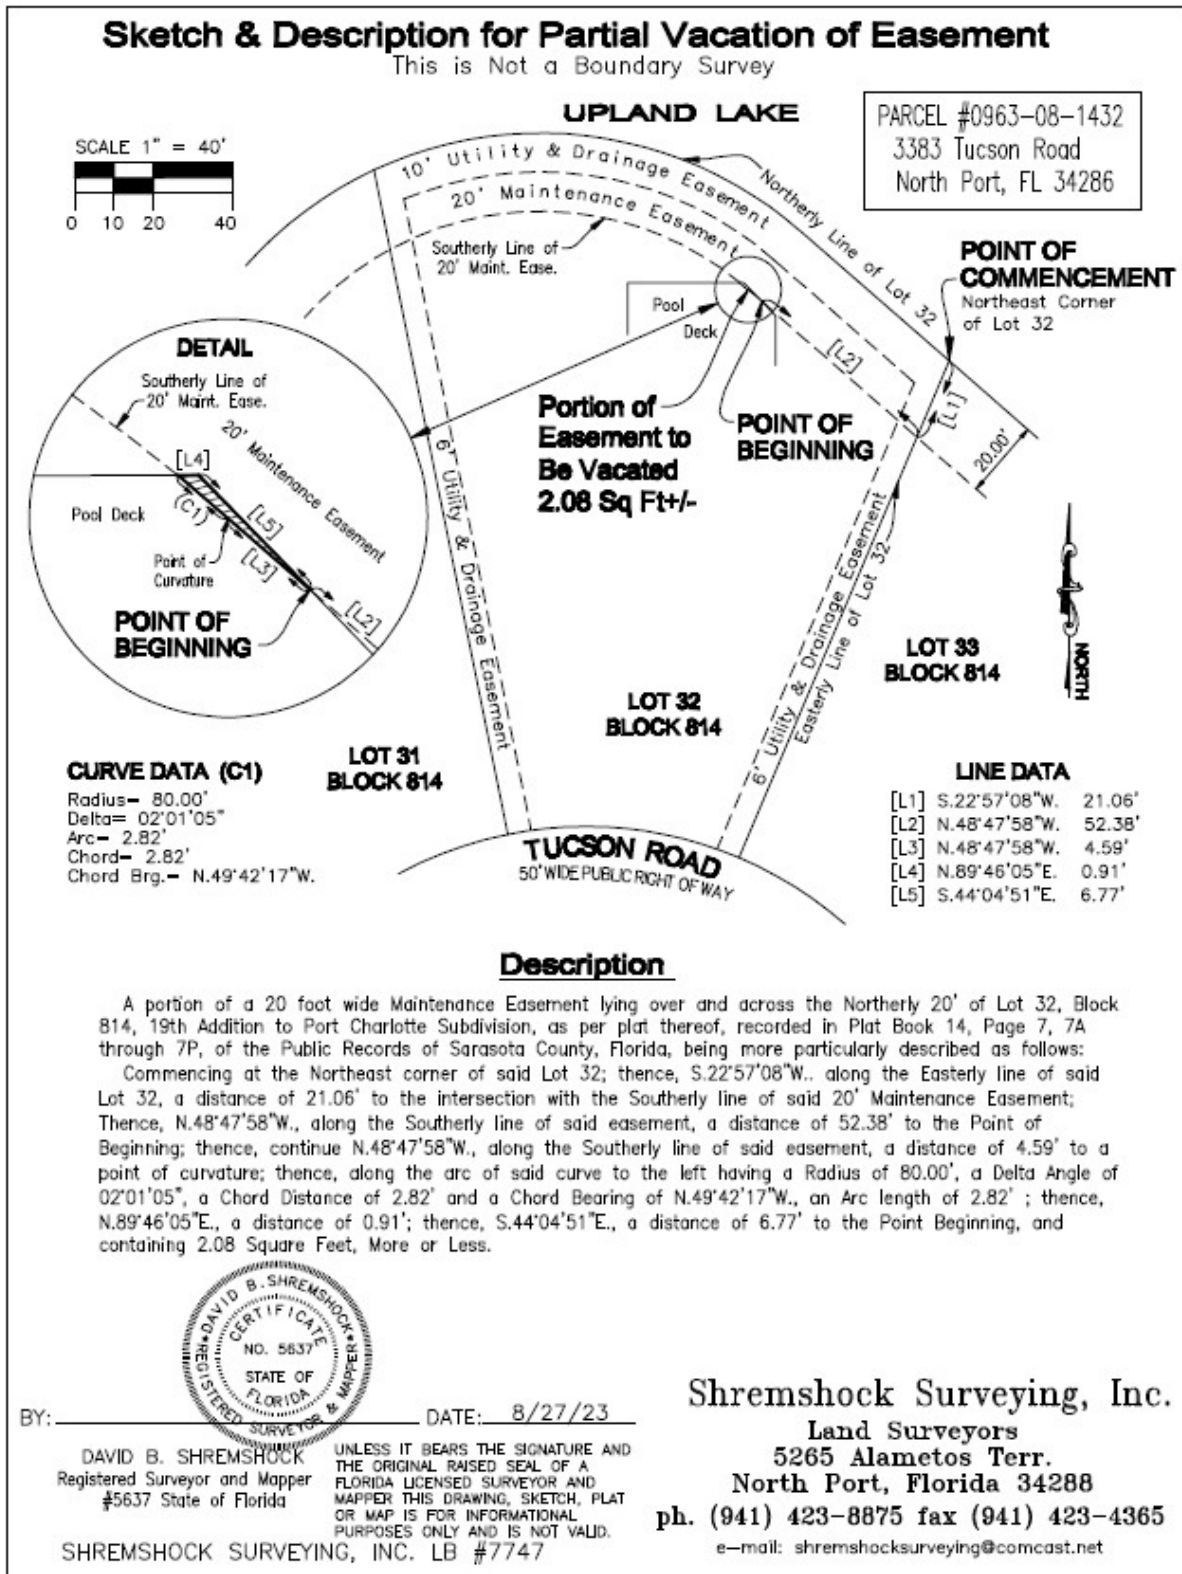 Sketch & Description for Partial Vacation of Easement
This is Not a Boundary Survey
UPLAND LAKE
PARCEL #0963-08-1432
3383 Tucson Road
North Port, FL 34286
SCALE 1" = 40'
0 10 20 40
10' Utility & Drainage Easement
20' Maintenance Easement
Northerly Line of Lot 32
Southerly Line of
20' Maint. Ease.
POINT OF
COMMENCEMENT
Northeast Corner
of Lot 32
Pool
Deck
[L2]
[L1]
20.00'
DETAIL
Southerly Line of
20' Maint. Ease.
20' Maintenance Easement
[L4]
Pool Deck
(C1)
[L5]
[L3]
Point of
Curvature
POINT OF
BEGINNING
[L2]
Portion of
Easement to
Be Vacated
2.08 Sq Ft+/-
POINT OF
BEGINNING
6' Utility & Drainage Easement
6' Utility & Drainage Easement
Easterly Line of Lot 32
NORTH
LOT 33
BLOCK 814
LOT 32
BLOCK 814
LOT 31
BLOCK 814
CURVE DATA (C1)
Radius= 80.00'
Delta= 02°01'05"
Arc= 2.82'
Chord= 2.82'
Chord Brg.= N.49°42'17"W.
TUCSON ROAD
50' WIDE PUBLIC RIGHT OF WAY
LINE DATA
[L1] S.22°57'08"W. 21.06'
[L2] N.48°47'58"W. 52.38'
[L3] N.48°47'58"W. 4.59'
[L4] N.89°46'05"E. 0.91'
[L5] S.44°04'51"E. 6.77'
Description
A portion of a 20 foot wide Maintenance Easement lying over and across the Northerly 20' of Lot 32, Block
814, 19th Addition to Port Charlotte Subdivision, as per plat thereof, recorded in Plat Book 14, Page 7, 7A
through 7P, of the Public Records of Sarasota County, Florida, being more particularly described as follows:
Commencing at the Northeast corner of said Lot 32; thence, S.22°57'08"W.. along the Easterly line of said
Lot 32, a distance of 21.06' to the intersection with the Southerly line of said 20' Maintenance Easement;
Thence, N.48°47'58"W., along the Southerly line of said easement, a distance of 52.38' to the Point of
Beginning; thence, continue N.48°47'58"W., along the Southerly line of said easement, a distance of 4.59' to a
point of curvature; thence, along the arc of said curve to the left having a Radius of 80.00', a Delta Angle of
02°01'05", a Chord Distance of 2.82' and a Chord Bearing of N.49°42'17"W., an Arc length of 2.82' ; thence,
N.89°46'05"E., a distance of 0.91'; thence, S.44°04'51"E., a distance of 6.77' to the Point Beginning, and
containing 2.08 Square Feet, More or Less.
DAVID B. SHREMSHOCK
REGISTERED SURVEYOR & MAPPER
CERTIFICATE
NO. 5637
STATE OF
FLORIDA
BY: DATE: 8/27/23
DAVID B. SHREMSHOCK
Registered Surveyor and Mapper
#5637 State of Florida
UNLESS IT BEARS THE SIGNATURE AND
THE ORIGINAL RAISED SEAL OF A
FLORIDA LICENSED SURVEYOR AND
MAPPER THIS DRAWING, SKETCH, PLAT
OR MAP IS FOR INFORMATIONAL
PURPOSES ONLY AND IS NOT VALID.
SHREMSHOCK SURVEYING, INC. LB #7747
Shremshock Surveying, Inc.
Land Surveyors
5265 Alametos Terr.
North Port, Florida 34288
ph. (941) 423-8875 fax (941) 423-4365
e-mail: shremshocksurveying@comcast.net